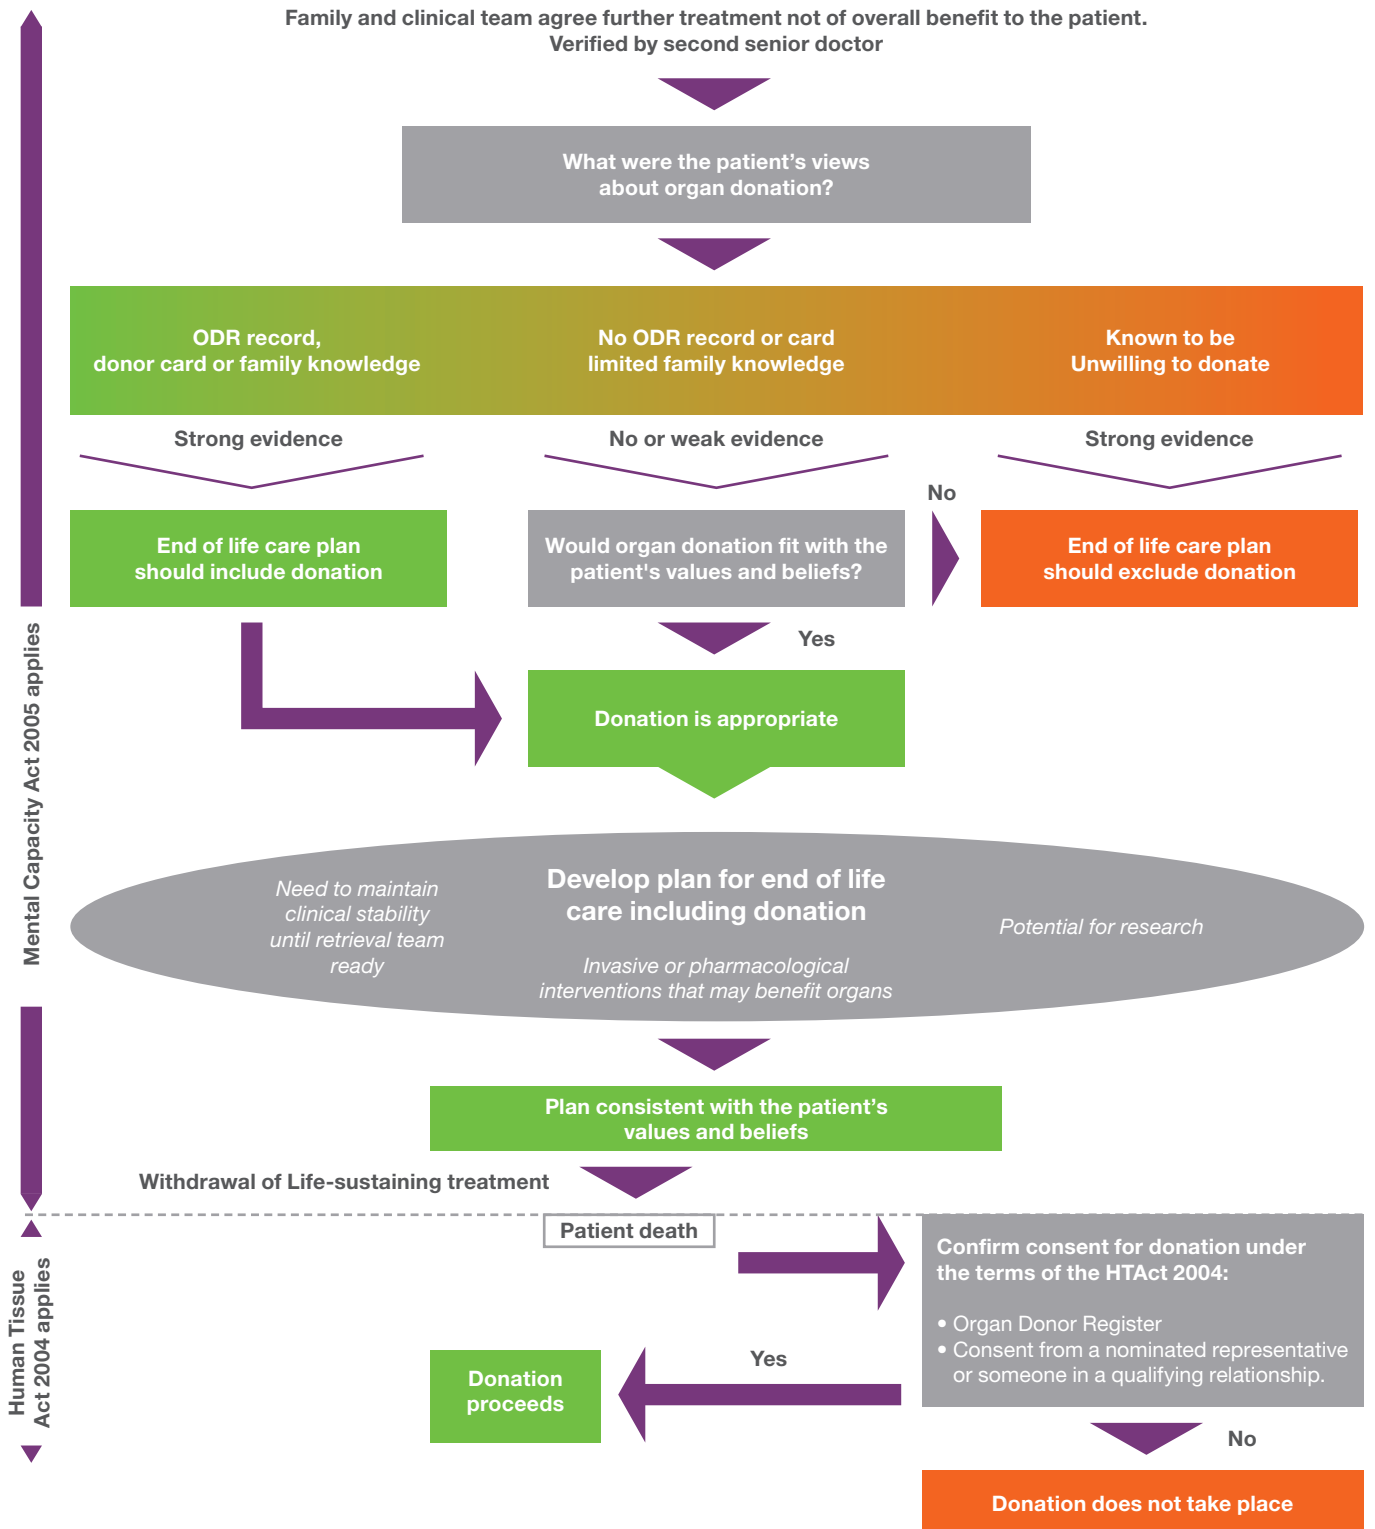 Family and clinical team agree further treatment not of overall benefit to the patient.
Verified by second senior doctor
What were the patient’s views
about organ donation?
ODR record,
donor card or family knowledge
No ODR record or card
limited family knowledge
Known to be
Unwilling to donate
Strong evidence
No or weak evidence
Strong evidence
No
End of life care plan
should include donation
Would organ donation fit with the
patient's values and beliefs?
End of life care plan
should exclude donation
Yes
Donation is appropriate
Mental Capacity Act 2005 applies
Develop plan for end of life
care including donation
Need to maintain
clinical stability
until retrieval team
ready
Invasive or pharmacological
interventions that may benefit organs
Potential for research
Plan consistent with the patient’s
values and beliefs
Withdrawal of Life-sustaining treatment
Patient death
Human Tissue
Act 2004 applies
Confirm consent for donation under
the terms of the HTAct 2004:
• Organ Donor Register
• Consent from a nominated representative
or someone in a qualifying relationship.
Yes
Donation
proceeds
No
Donation does not take place